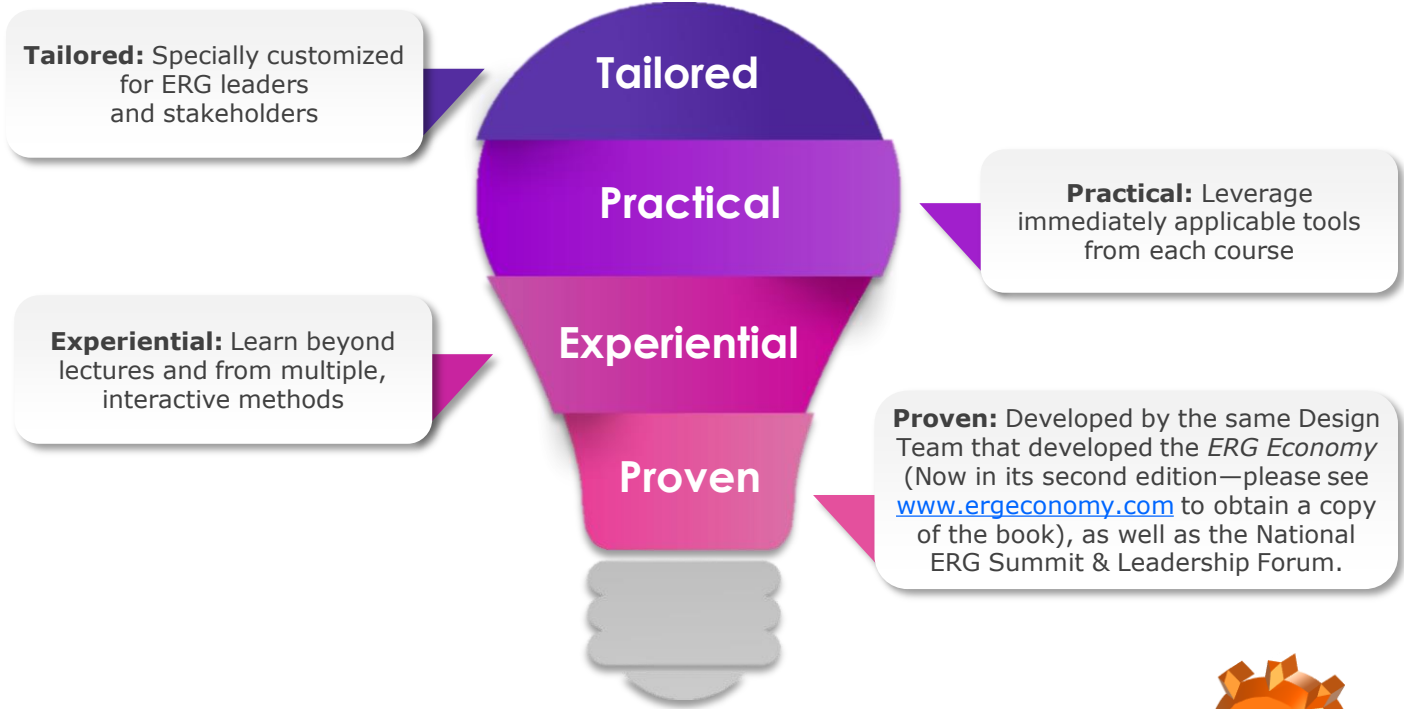 Tailored: Specially customized
for ERG leaders
and stakeholders
Tailored
Practical
Practical: Leverage
immediately applicable tools
from each course
Experiential: Learn beyond
lectures and from multiple,
interactive methods
Experiential
Proven
Proven: Developed by the same Design
Team that developed the ERG Economy
(Now in its second edition—please see
www.ergeconomy.com to obtain a copy
of the book), as well as the National
ERG Summit & Leadership Forum.